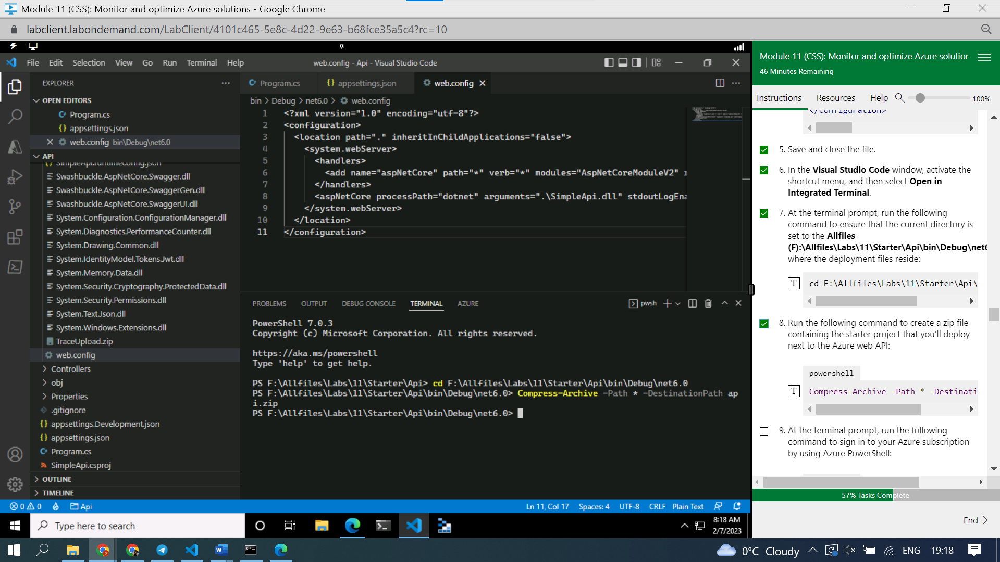 Module 11 (CSS): Monitor and optimize Azure solutions - Google Chrome
labclient.labondemand.com/LabClient/4101c465-5e8c-4d22-9e63-b68fce35a5c4?rc=10
File Edit Selection View Go Run Terminal Help
web.config - Api - Visual Studio Code
EXPLORER
OPEN EDITORS
Program.cs
appsettings.json
web.config bin\Debug\net6.0
API
SimpleApi.runtimeconfig.json
Swashbuckle.AspNetCore.Swagger.dll
Swashbuckle.AspNetCore.SwaggerGen.dll
Swashbuckle.AspNetCore.SwaggerUI.dll
System.Configuration.ConfigurationManager.dll
System.Diagnostics.PerformanceCounter.dll
System.Drawing.Common.dll
System.IdentityModel.Tokens.Jwt.dll
System.Memory.Data.dll
System.Security.Cryptography.ProtectedData.dll
System.Security.Permissions.dll
System.Text.Json.dll
System.Windows.Extensions.dll
TraceUpload.zip
web.config
Controllers
obj
Properties
.gitignore
appsettings.Development.json
appsettings.json
Program.cs
SimpleApi.csproj
OUTLINE
TIMELINE
Program.cs appsettings.json web.config
bin > Debug > net6.0 > web.config
1 <?xml version="1.0" encoding="utf-8"?>
2 <configuration>
3 <location path="." inheritInChildApplications="false">
4 <system.webServer>
5 <handlers>
6 <add name="aspNetCore" path="*" verb="*" modules="AspNetCoreModuleV2" r
7 </handlers>
8 <aspNetCore processPath="dotnet" arguments=".\SimpleApi.dll" stdoutLogEna
9 </system.webServer>
10 </location>
11 </configuration>
PROBLEMS OUTPUT DEBUG CONSOLE TERMINAL AZURE
pwsh
PowerShell 7.0.3
Copyright (c) Microsoft Corporation. All rights reserved.
https://aka.ms/powershell
Type 'help' to get help.
PS F:\Allfiles\Labs\11\Starter\Api> cd F:\Allfiles\Labs\11\Starter\Api\bin\Debug\net6.0
PS F:\Allfiles\Labs\11\Starter\Api\bin\Debug\net6.0> Compress-Archive -Path * -DestinationPath ap
i.zip
PS F:\Allfiles\Labs\11\Starter\Api\bin\Debug\net6.0>
0 0 Api
Ln 11, Col 17 Spaces: 4 UTF-8 CRLF Plain Text
Type here to search
8:18 AM
2/7/2023
Module 11 (CSS): Monitor and optimize Azure solution
46 Minutes Remaining
Instructions Resources Help 100%
</configuration>
5. Save and close the file.
6. In the Visual Studio Code window, activate the
shortcut menu, and then select Open in
Integrated Terminal.
7. At the terminal prompt, run the following
command to ensure that the current directory is
set to the Allfiles
(F):\Allfiles\Labs\11\Starter\Api\bin\Debug\net6
where the deployment files reside:
T cd F:\Allfiles\Labs\11\Starter\Api\
8. Run the following command to create a zip file
containing the starter project that you'll deploy
next to the Azure web API:
powershell
T Compress-Archive -Path * -Destinati
9. At the terminal prompt, run the following
command to sign in to your Azure subscription
by using Azure PowerShell:
57% Tasks Complete
End
0°C Cloudy ENG 19:18